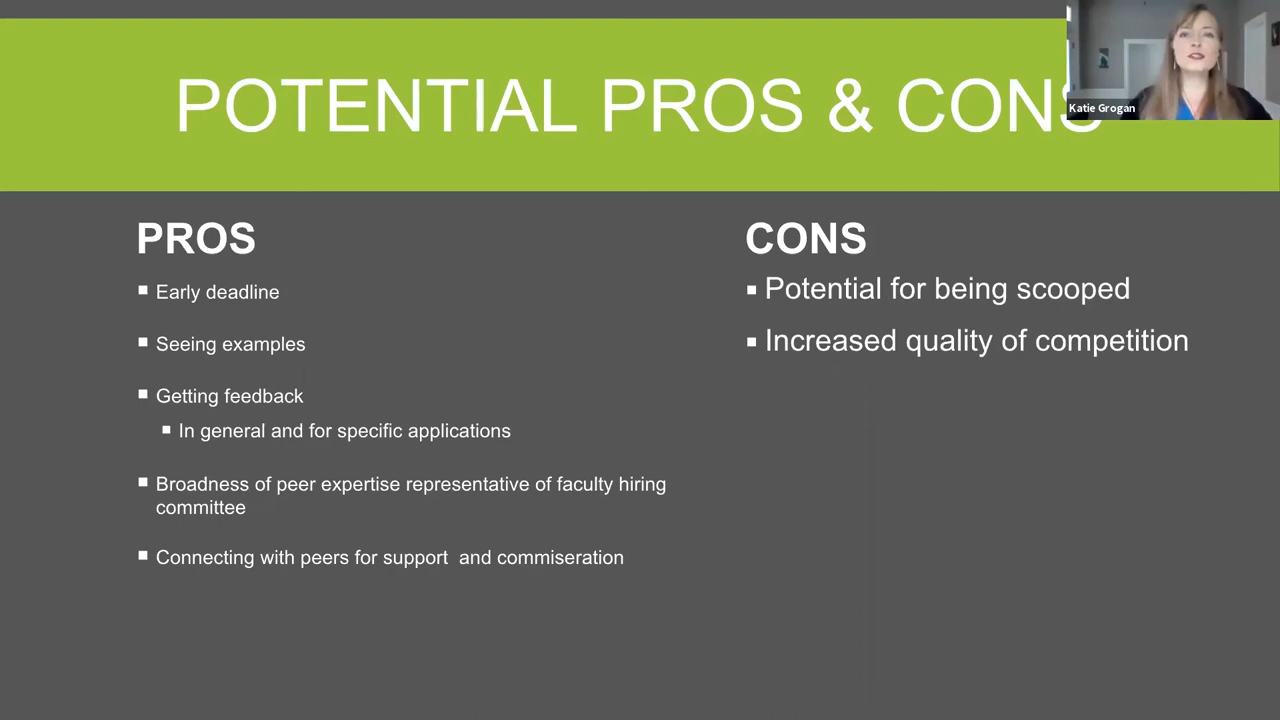 POTENTIAL PROS & CONS
Katie Grogan
PROS
Early deadline
Seeing examples
Getting feedback
In general and for specific applications
Broadness of peer expertise representative of faculty hiring
committee
Connecting with peers for support  and commiseration
CONS
Potential for being scooped
Increased quality of competition